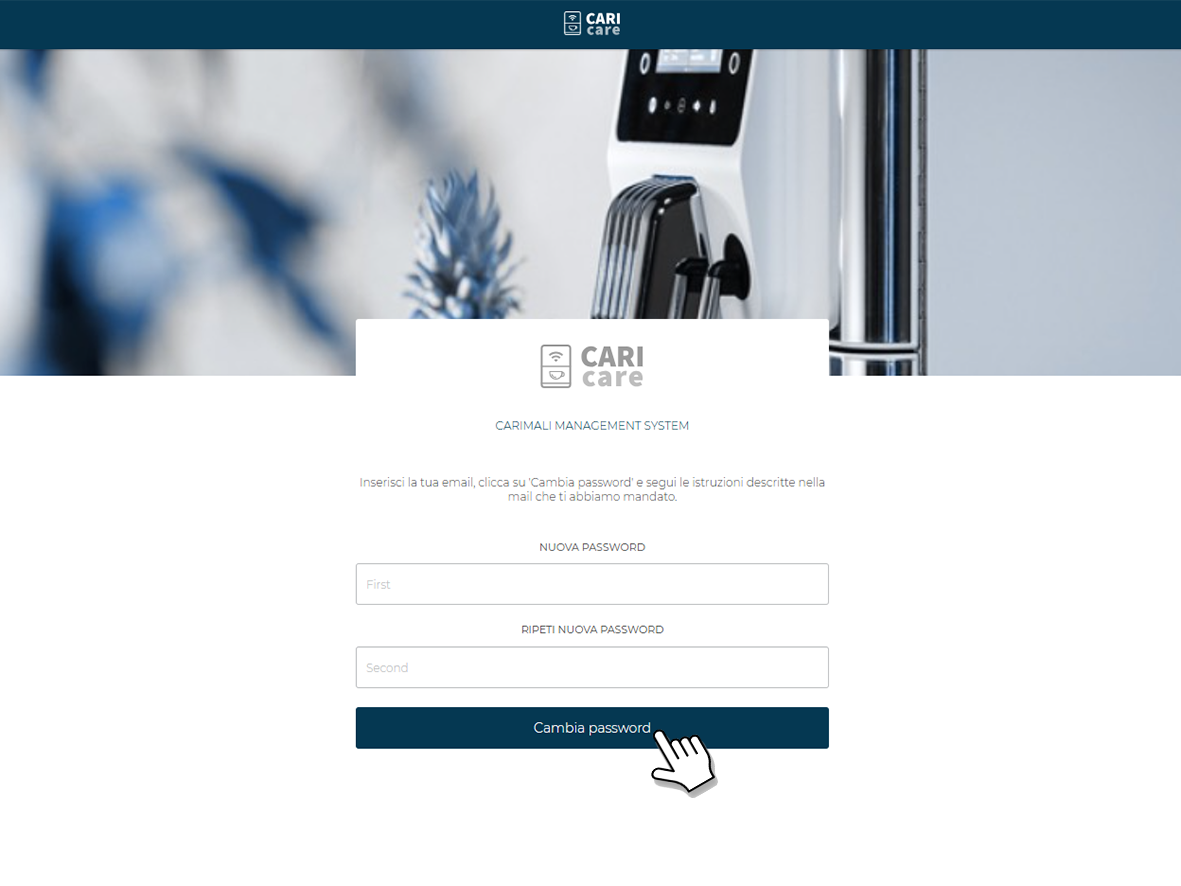 CARI
care
CARI
care
CARIMALI MANAGEMENT SYSTEM
Inserisci la tua email, clicca su 'Cambia password' e segui le istruzioni descritte nella
mail che ti abbiamo mandato.
NUOVA PASSWORD
First
RIPETI NUOVA PASSWORD
Second
Cambia password